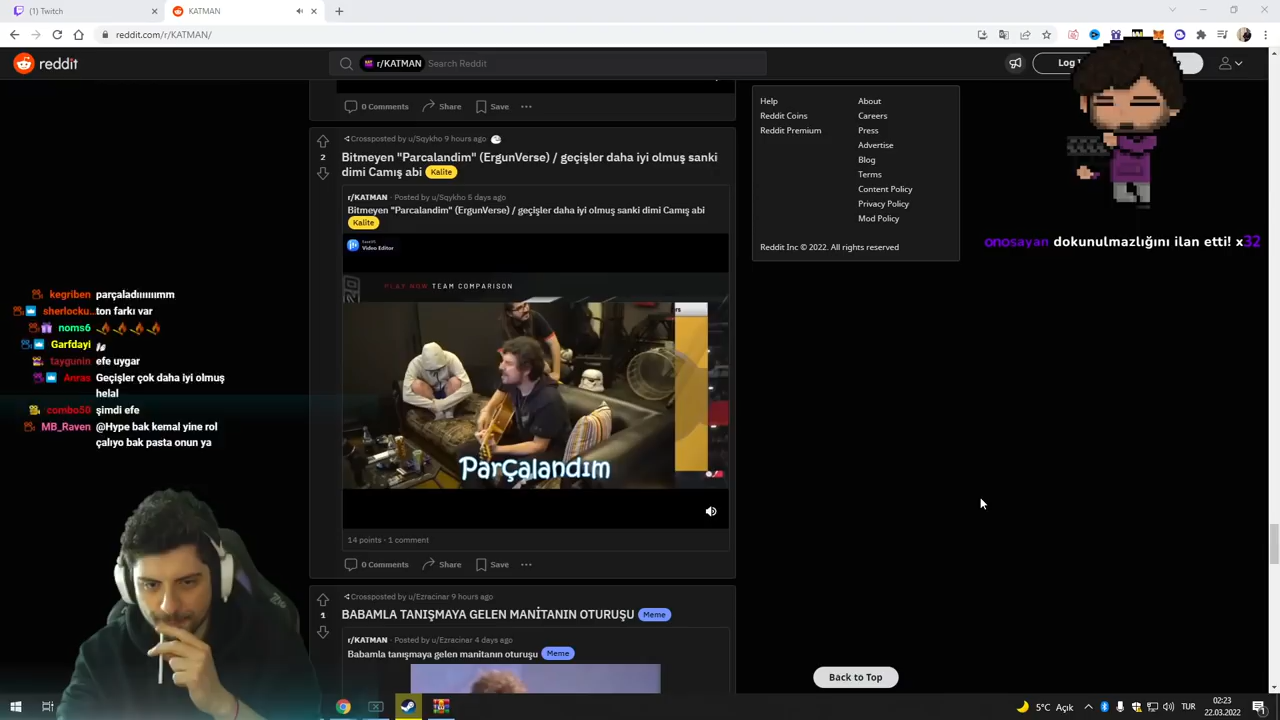 (1) Twitch
KATMAN
reddit.com/r/KATMAN/
reddit
r/KATMAN Search Reddit
Log
0 Comments Share Save
Crossposted by u/Sqykho 9 hours ago
2
Bitmeyen "Parcalandim" (ErgunVerse) / geçişler daha iyi olmuş sanki
dimi Camış abi Kalite
r/KATMAN · Posted by u/Sqykho 5 days ago
Bitmeyen "Parcalandim" (ErgunVerse) / geçişler daha iyi olmuş sanki dimi Camış abi
Kalite
Video Editor
PLAY NOW TEAM COMPARISON
Parçalandım
14 points · 1 comment
0 Comments Share Save
Crossposted by u/Ezracinar 9 hours ago
1
BABAMLA TANIŞMAYA GELEN MANİTANIN OTURUŞU Meme
r/KATMAN · Posted by u/Ezracinar 4 days ago
Babamla tanışmaya gelen manitanın oturuşu Meme
Help About
Reddit Coins Careers
Reddit Premium Press
Advertise
Blog
Terms
Content Policy
Privacy Policy
Mod Policy
Reddit Inc © 2022. All rights reserved
onosayan dokunulmazlığını ilan etti! x32
kegriben parçaladıııııımm
sherlocku... ton farkı var
noms6
Garfdayi
taygunin efe uygar
Anras Geçişler çok daha iyi olmuş
helal
combo50 şimdi efe
MB_Raven @Hype bak kemal yine rol
çalıyo bak pasta onun ya
Back to Top
5°C Açık TUR
02:23
22.03.2022